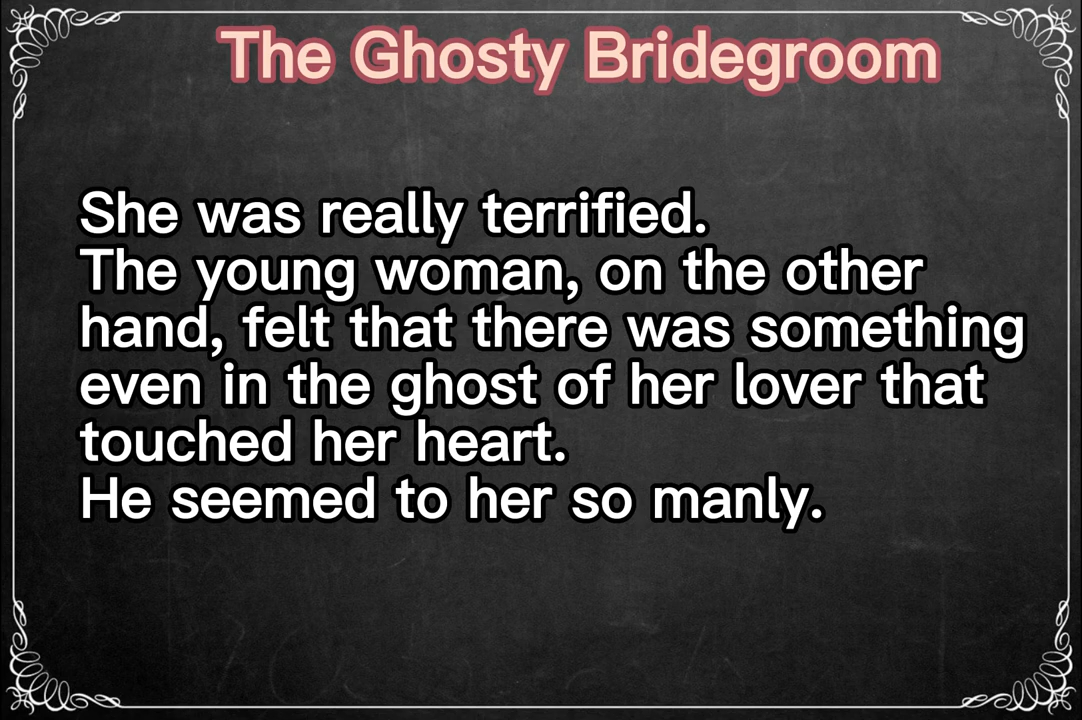 The Ghosty Bridegroom
She was really terrified.
The young woman, on the other
hand, felt that there was something
even in the ghost of her lover that
touched her heart.
He seemed to her so manly.